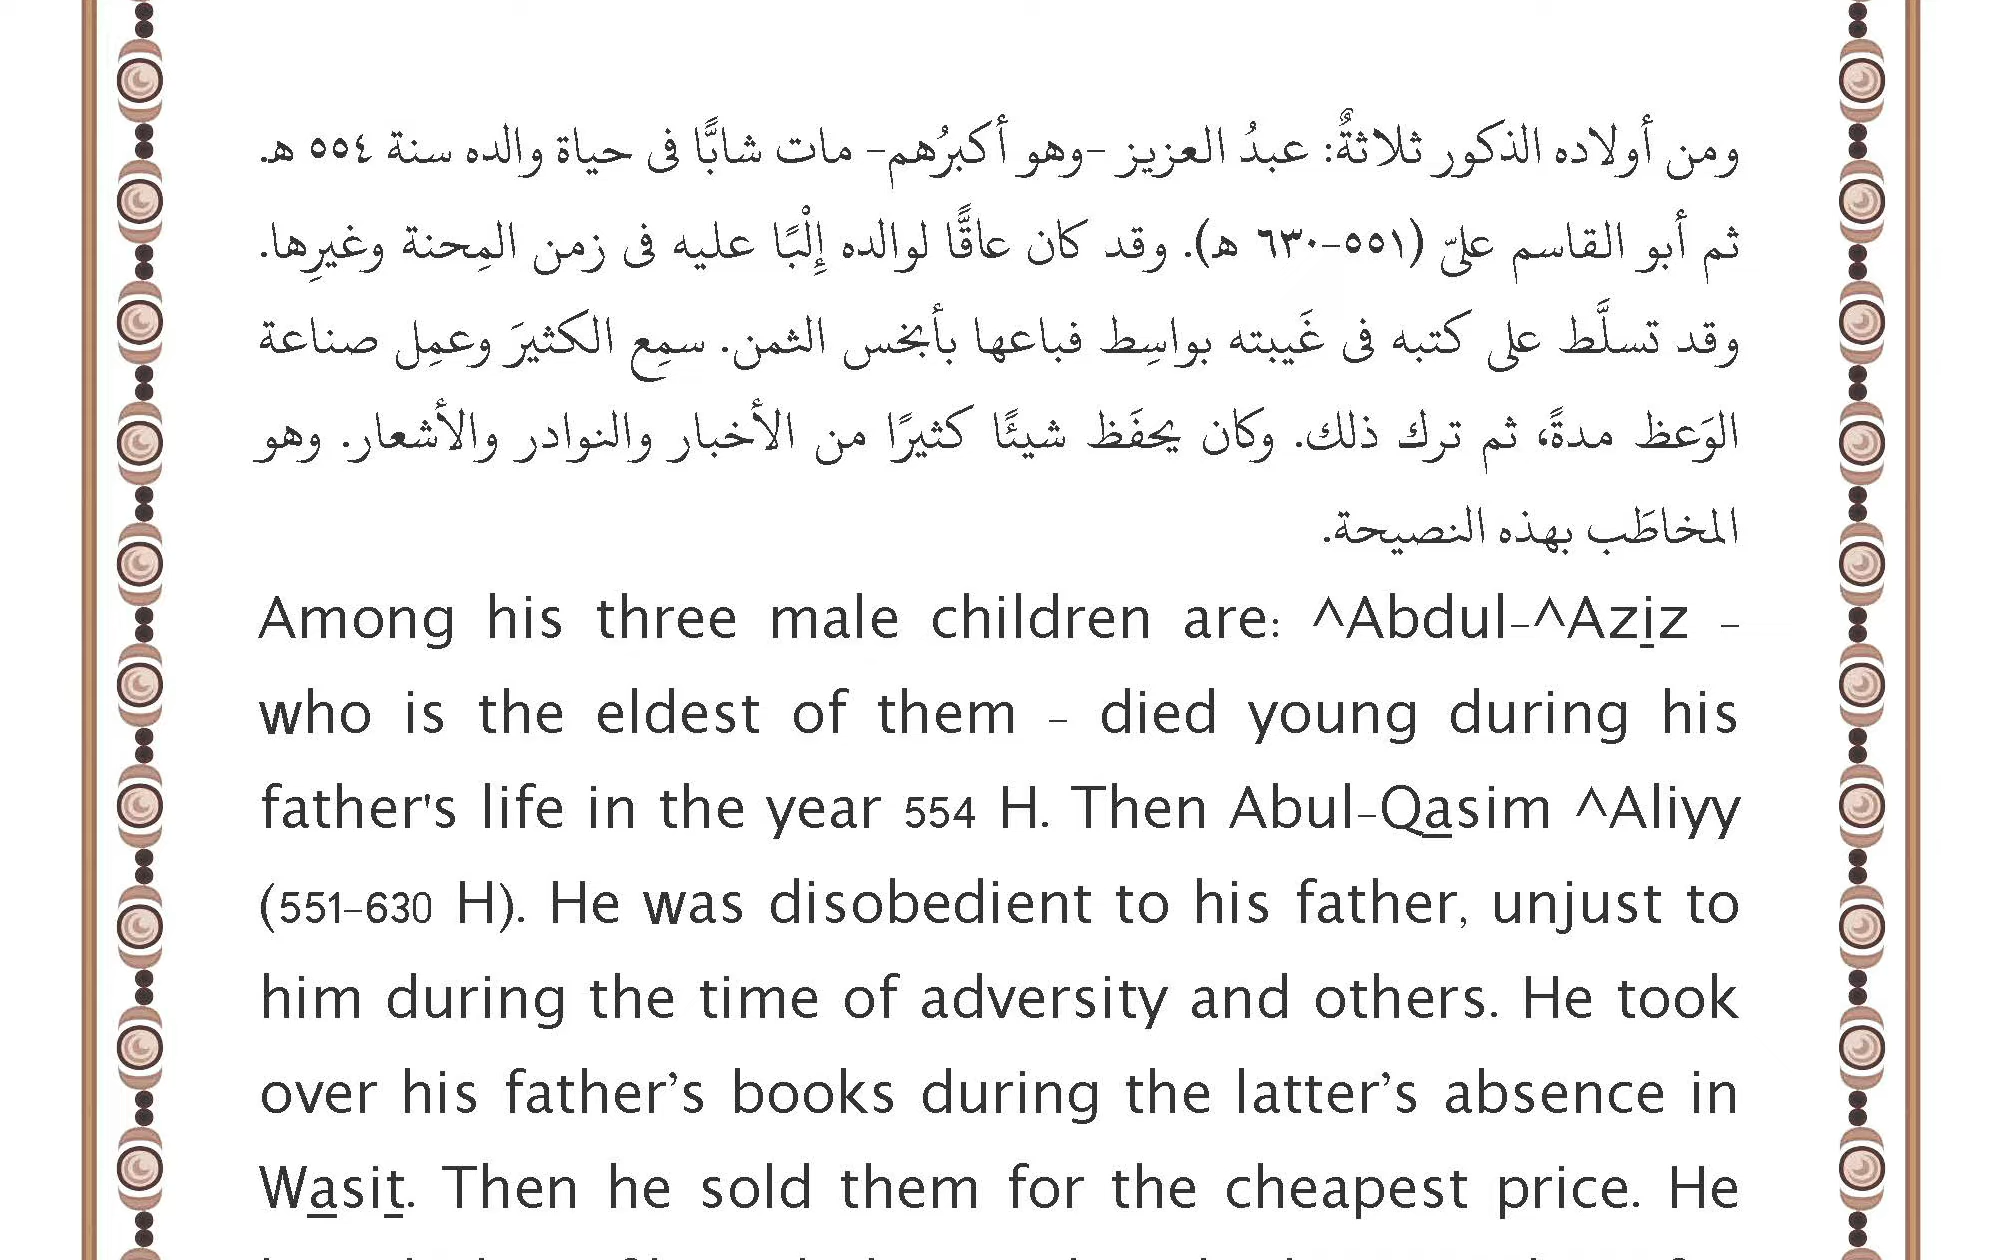 ومن أولاده الذكور ثلاثةٌ: عبدُ العزيز -وهو أكبرُهم- مات شابًّا فى حياة والده سنة ٥٥٤ هـ.
ثم أبو القاسم علىّ (٥٥١-٦٣٠ هـ). وقد كان عاقًّا لوالده إِلْبًا عليه فى زمن المِحنة وغيرِها.
وقد تسلَّط على كتبه فى غَيبته بواسِط فباعها بأبخس الثمن. سمِع الكثيرَ وعمِل صناعة
الوَعظ مدةً، ثم ترك ذلك. وكان يحفَظ شيئًا كثيرًا من الأخبار والنوادر والأشعار. وهو
المخاطَب بهذه النصيحة.
Among his three male children are: ^Abdul-^Aziz –
who is the eldest of them – died young during his
father's life in the year 554 H. Then Abul-Qasim ^Aliyy
(551-630 H). He was disobedient to his father, unjust to
him during the time of adversity and others. He took
over his father’s books during the latter’s absence in
Wasit. Then he sold them for the cheapest price. He